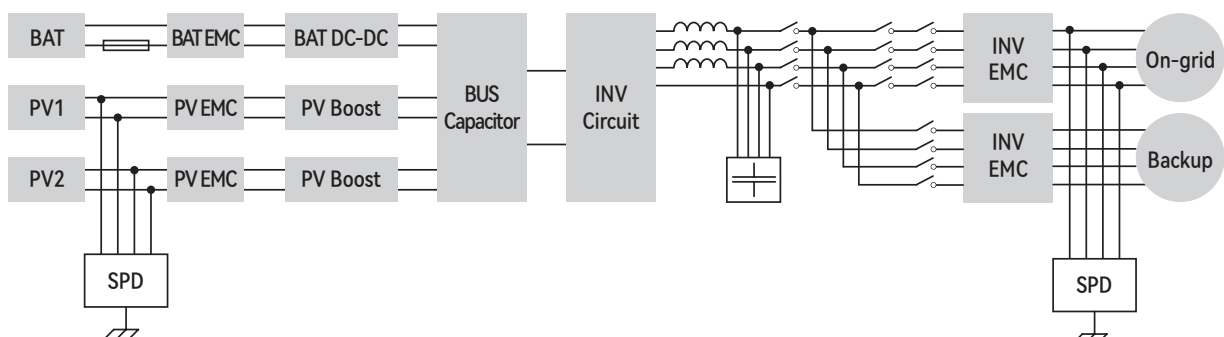 BAT
BAT EMC
BAT DC-DC
PV1
PV EMC
PV Boost
PV2
PV EMC
PV Boost
BUS
Capacitor
INV
Circuit
INV
EMC
On-grid
INV
EMC
Backup
SPD
SPD